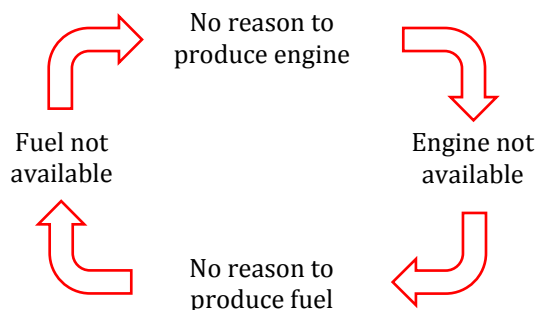 No reason to
produce engine
Fuel not
available
Engine not
available
No reason to
produce fuel